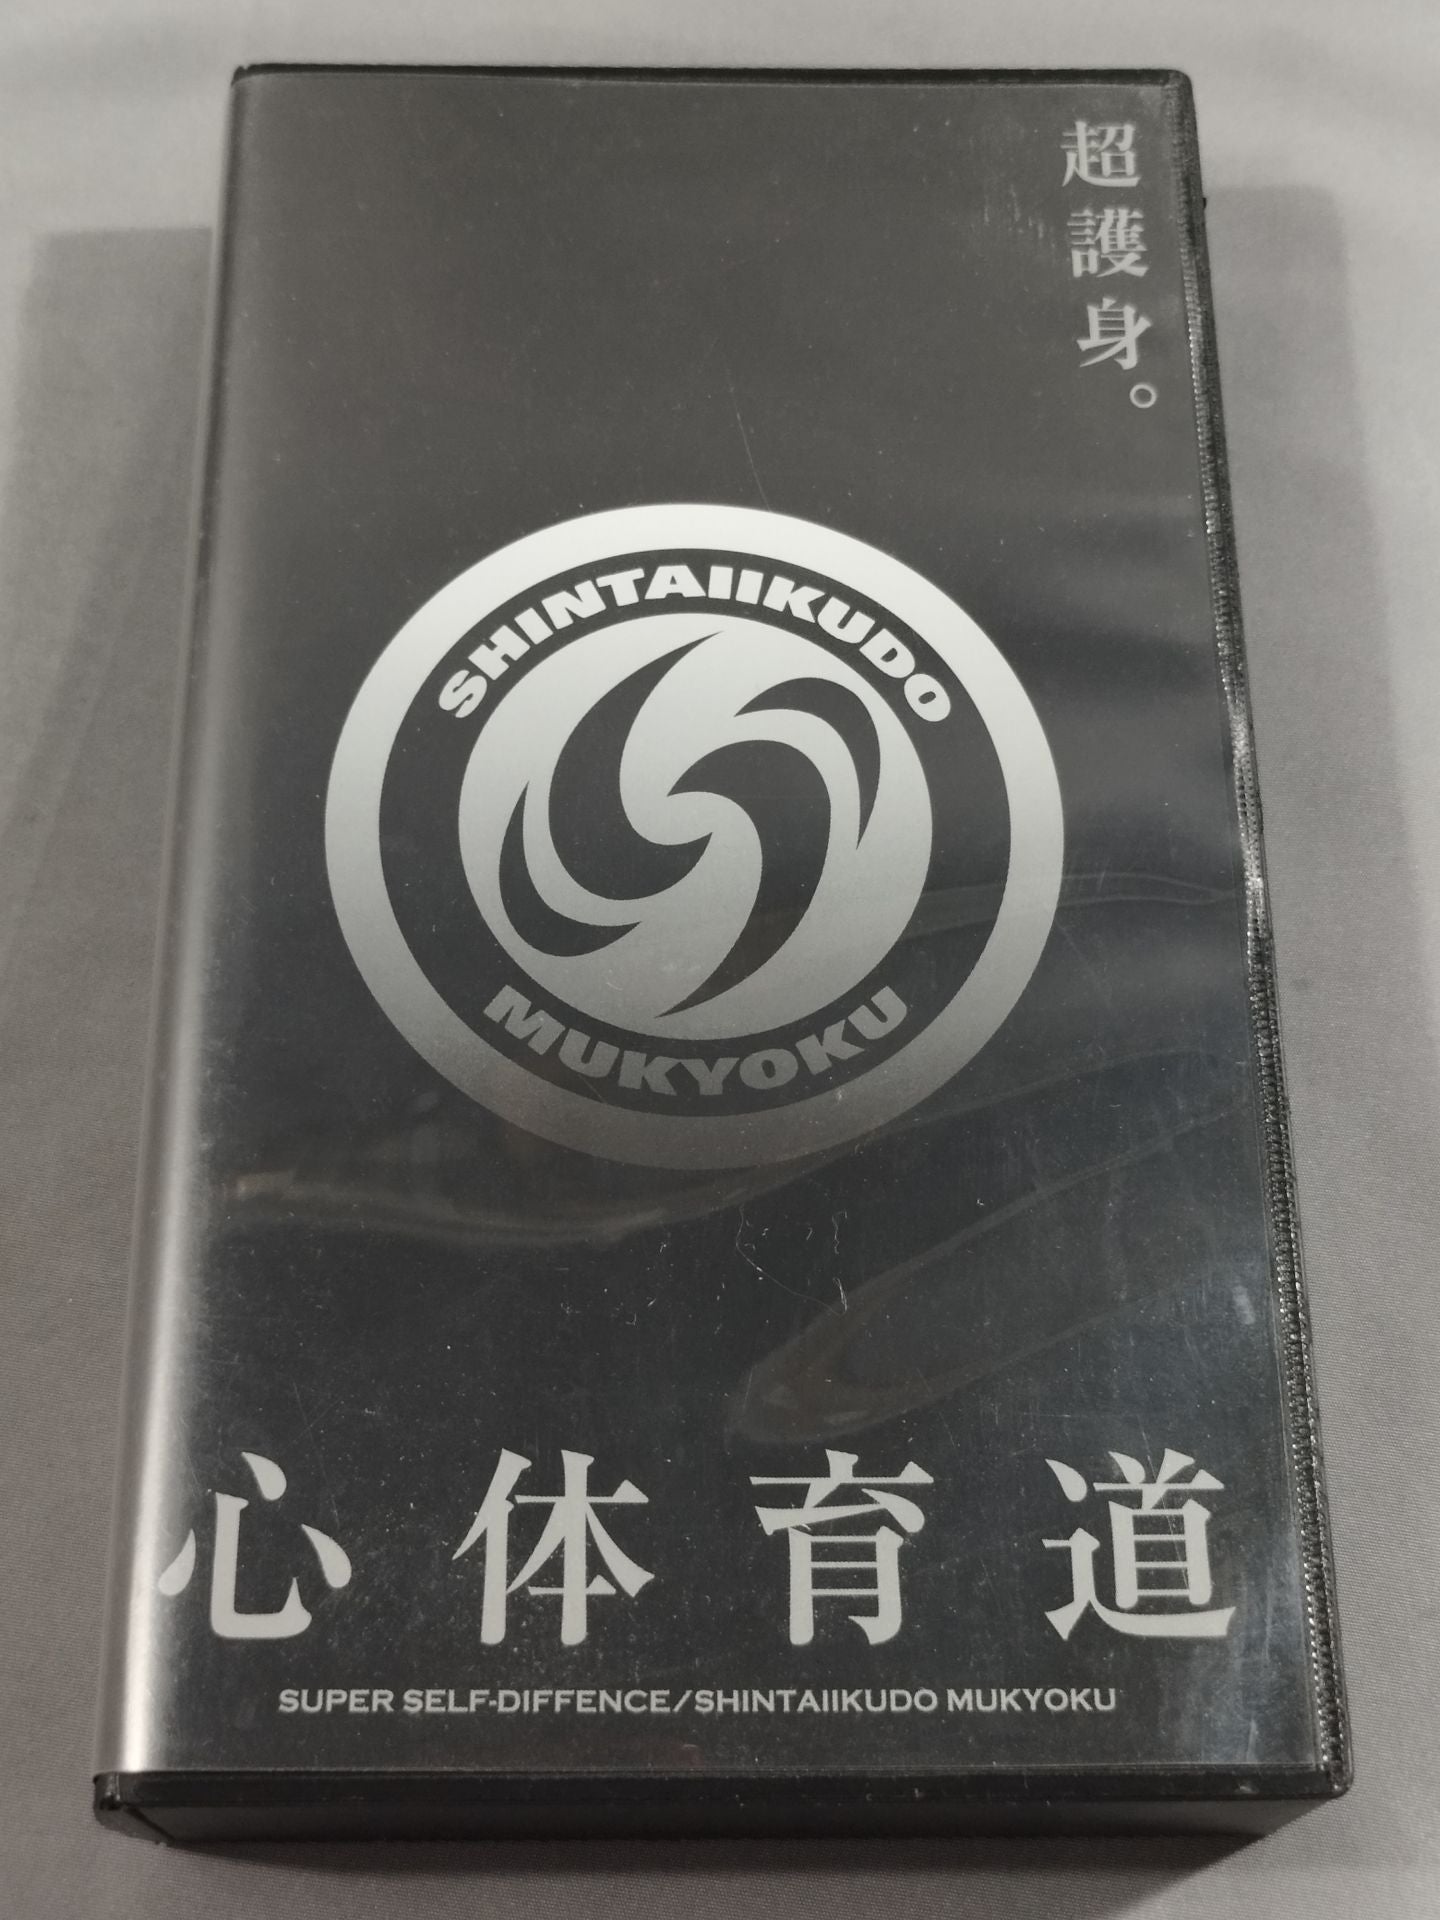 超護身。
SHINTAIIKUDO
MUKYOKU
心体育道
SUPER SELF-DIFFENCE/SHINTAIIKUDO MUKYOKU